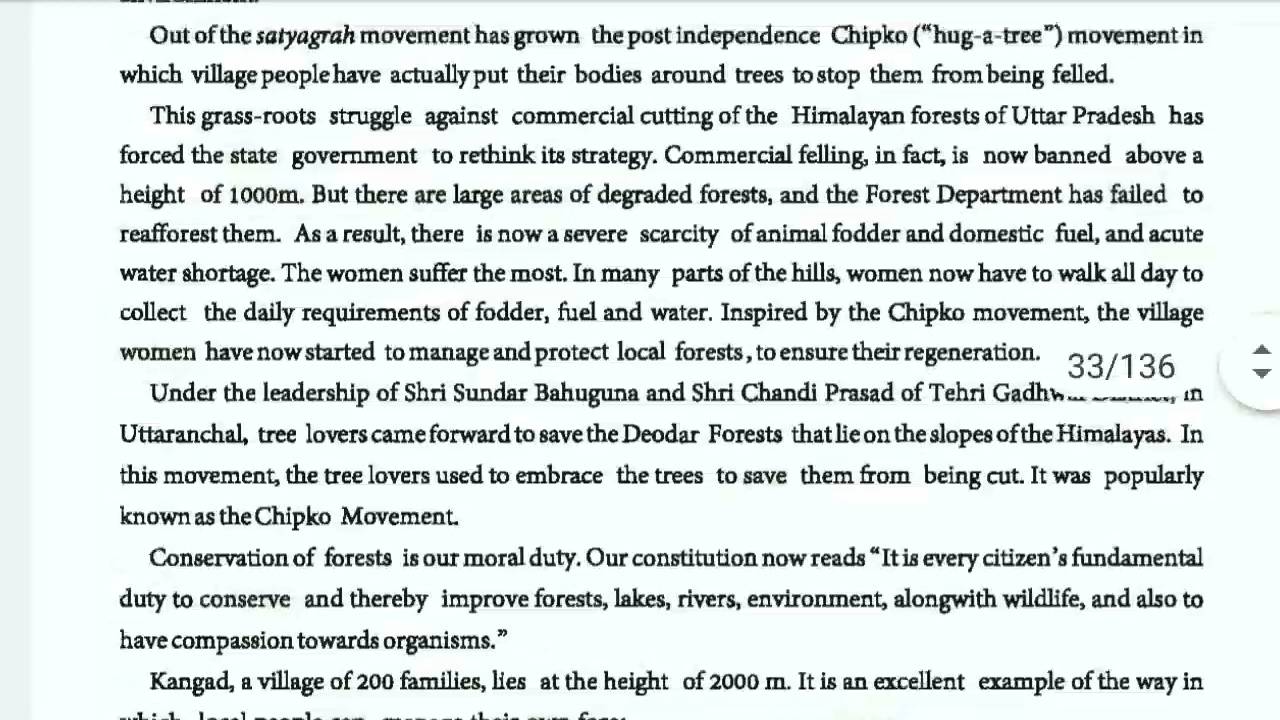 Out of the satyagrah movement has grown the post independence Chipko (“hug-a-tree”) movement in
which village people have actually put their bodies around trees to stop them from being felled.
This grass-roots struggle against commercial cutting of the Himalayan forests of Uttar Pradesh has
forced the state government to rethink its strategy. Commercial felling, in fact, is now banned above a
height of 1000m. But there are large areas of degraded forests, and the Forest Department has failed to
reafforest them. As a result, there is now a severe scarcity of animal fodder and domestic fuel, and acute
water shortage. The women suffer the most. In many parts of the hills, women now have to walk all day to
collect the daily requirements of fodder, fuel and water. Inspired by the Chipko movement, the village
women have now started to manage and protect local forests, to ensure their regeneration.
33/136
Under the leadership of Shri Sundar Bahuguna and Shri Chandi Prasad of Tehri in
Uttaranchal, tree lovers came forward to save the Deodar Forests that lie on the slopes of the Himalayas. In
this movement, the tree lovers used to embrace the trees to save them from being cut. It was popularly
known as the Chipko Movement.
Conservation of forests is our moral duty. Our constitution now reads “It is every citizen’s fundamental
duty to conserve and thereby improve forests, lakes, rivers, environment, alongwith wildlife, and also to
have compassion towards organisms.”
Kangad, a village of 200 families, lies at the height of 2000 m. It is an excellent example of the way in